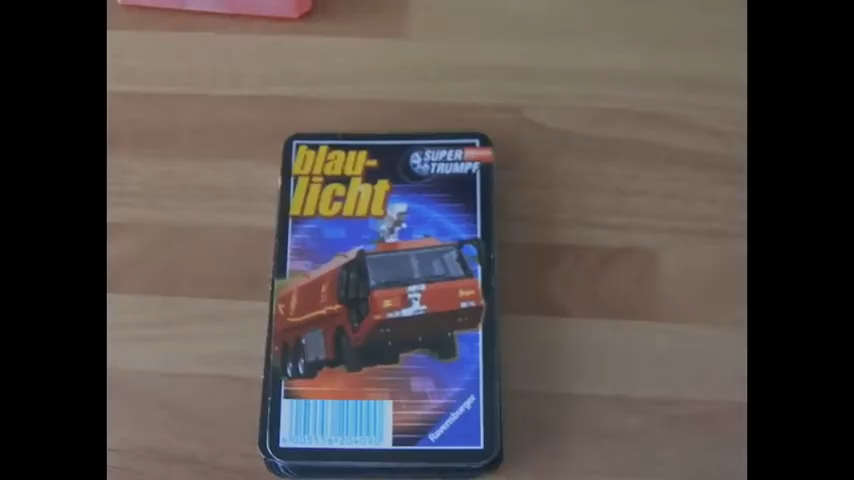 blau-
licht
SUPER
TRUMPF
Ravensburger